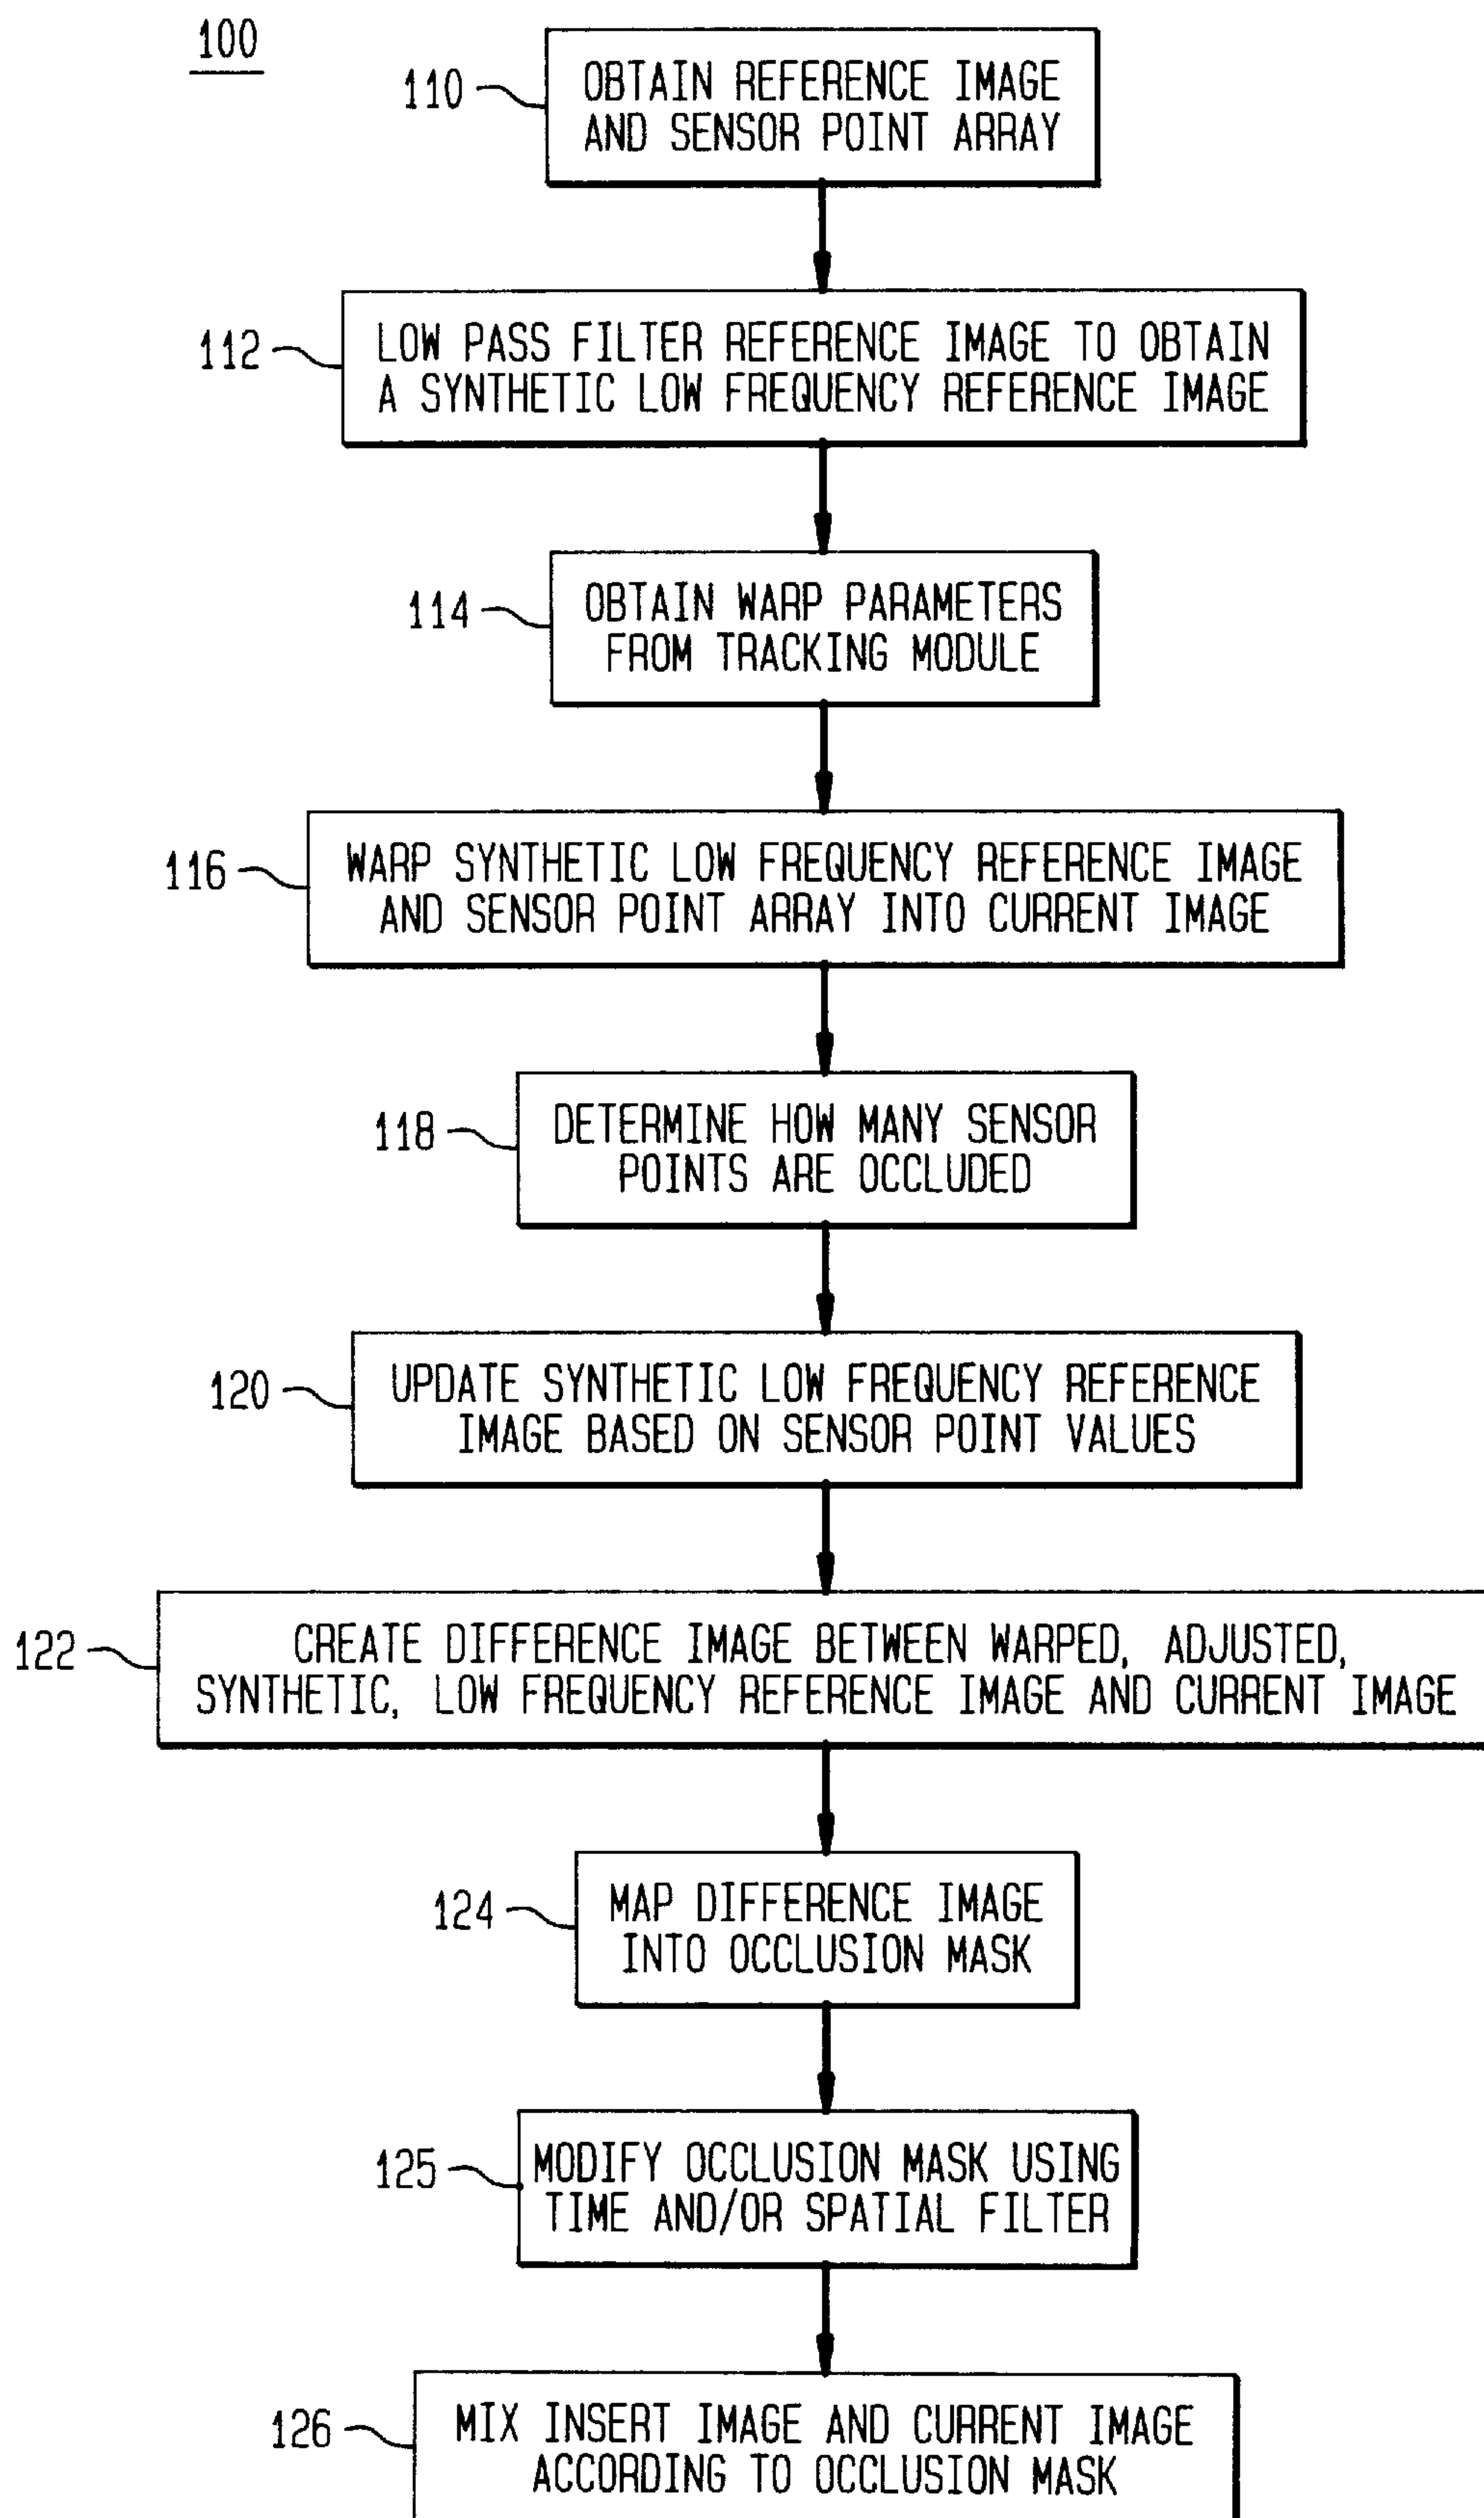 100
110
OBTAIN REFERENCE IMAGE
AND SENSOR POINT ARRAY
112
LOW PASS FILTER REFERENCE IMAGE TO OBTAIN
A SYNTHETIC LOW FREQUENCY REFERENCE IMAGE
114
OBTAIN WARP PARAMETERS
FROM TRACKING MODULE
116
WARP SYNTHETIC LOW FREQUENCY REFERENCE IMAGE
AND SENSOR POINT ARRAY INTO CURRENT IMAGE
118
DETERMINE HOW MANY SENSOR
POINTS ARE OCCLUDED
120
UPDATE SYNTHETIC LOW FREQUENCY REFERENCE
IMAGE BASED ON SENSOR POINT VALUES
122
CREATE DIFFERENCE IMAGE BETWEEN WARPED, ADJUSTED,
SYNTHETIC, LOW FREQUENCY REFERENCE IMAGE AND CURRENT IMAGE
124
MAP DIFFERENCE IMAGE
INTO OCCLUSION MASK
125
MODIFY OCCLUSION MASK USING
TIME AND/OR SPATIAL FILTER
126
MIX INSERT IMAGE AND CURRENT IMAGE
ACCORDING TO OCCLUSION MASK